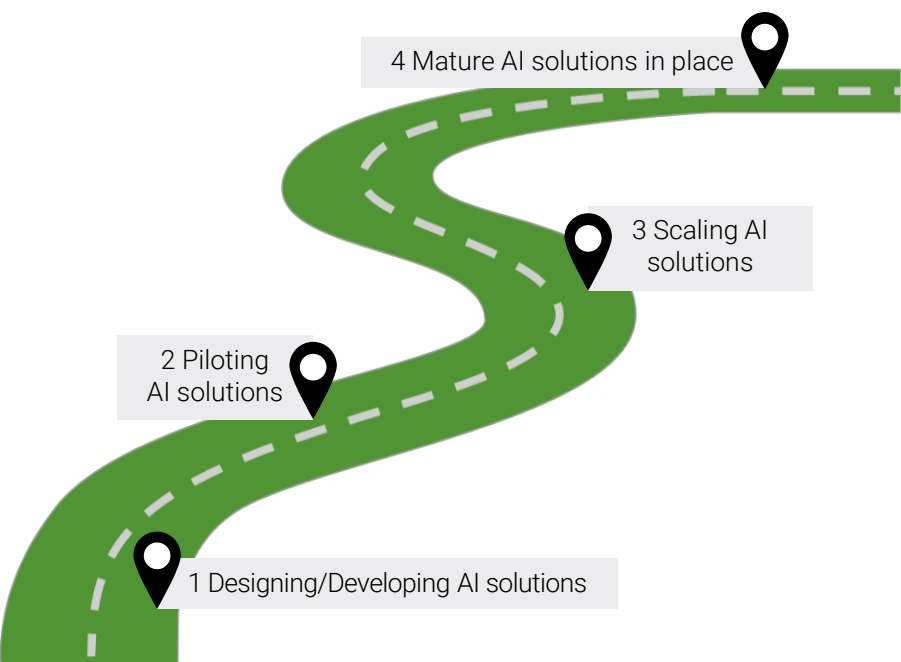 4 Mature AI solutions in place
3 Scaling AI
solutions
2 Piloting
AI solutions
1 Designing/Developing AI solutions